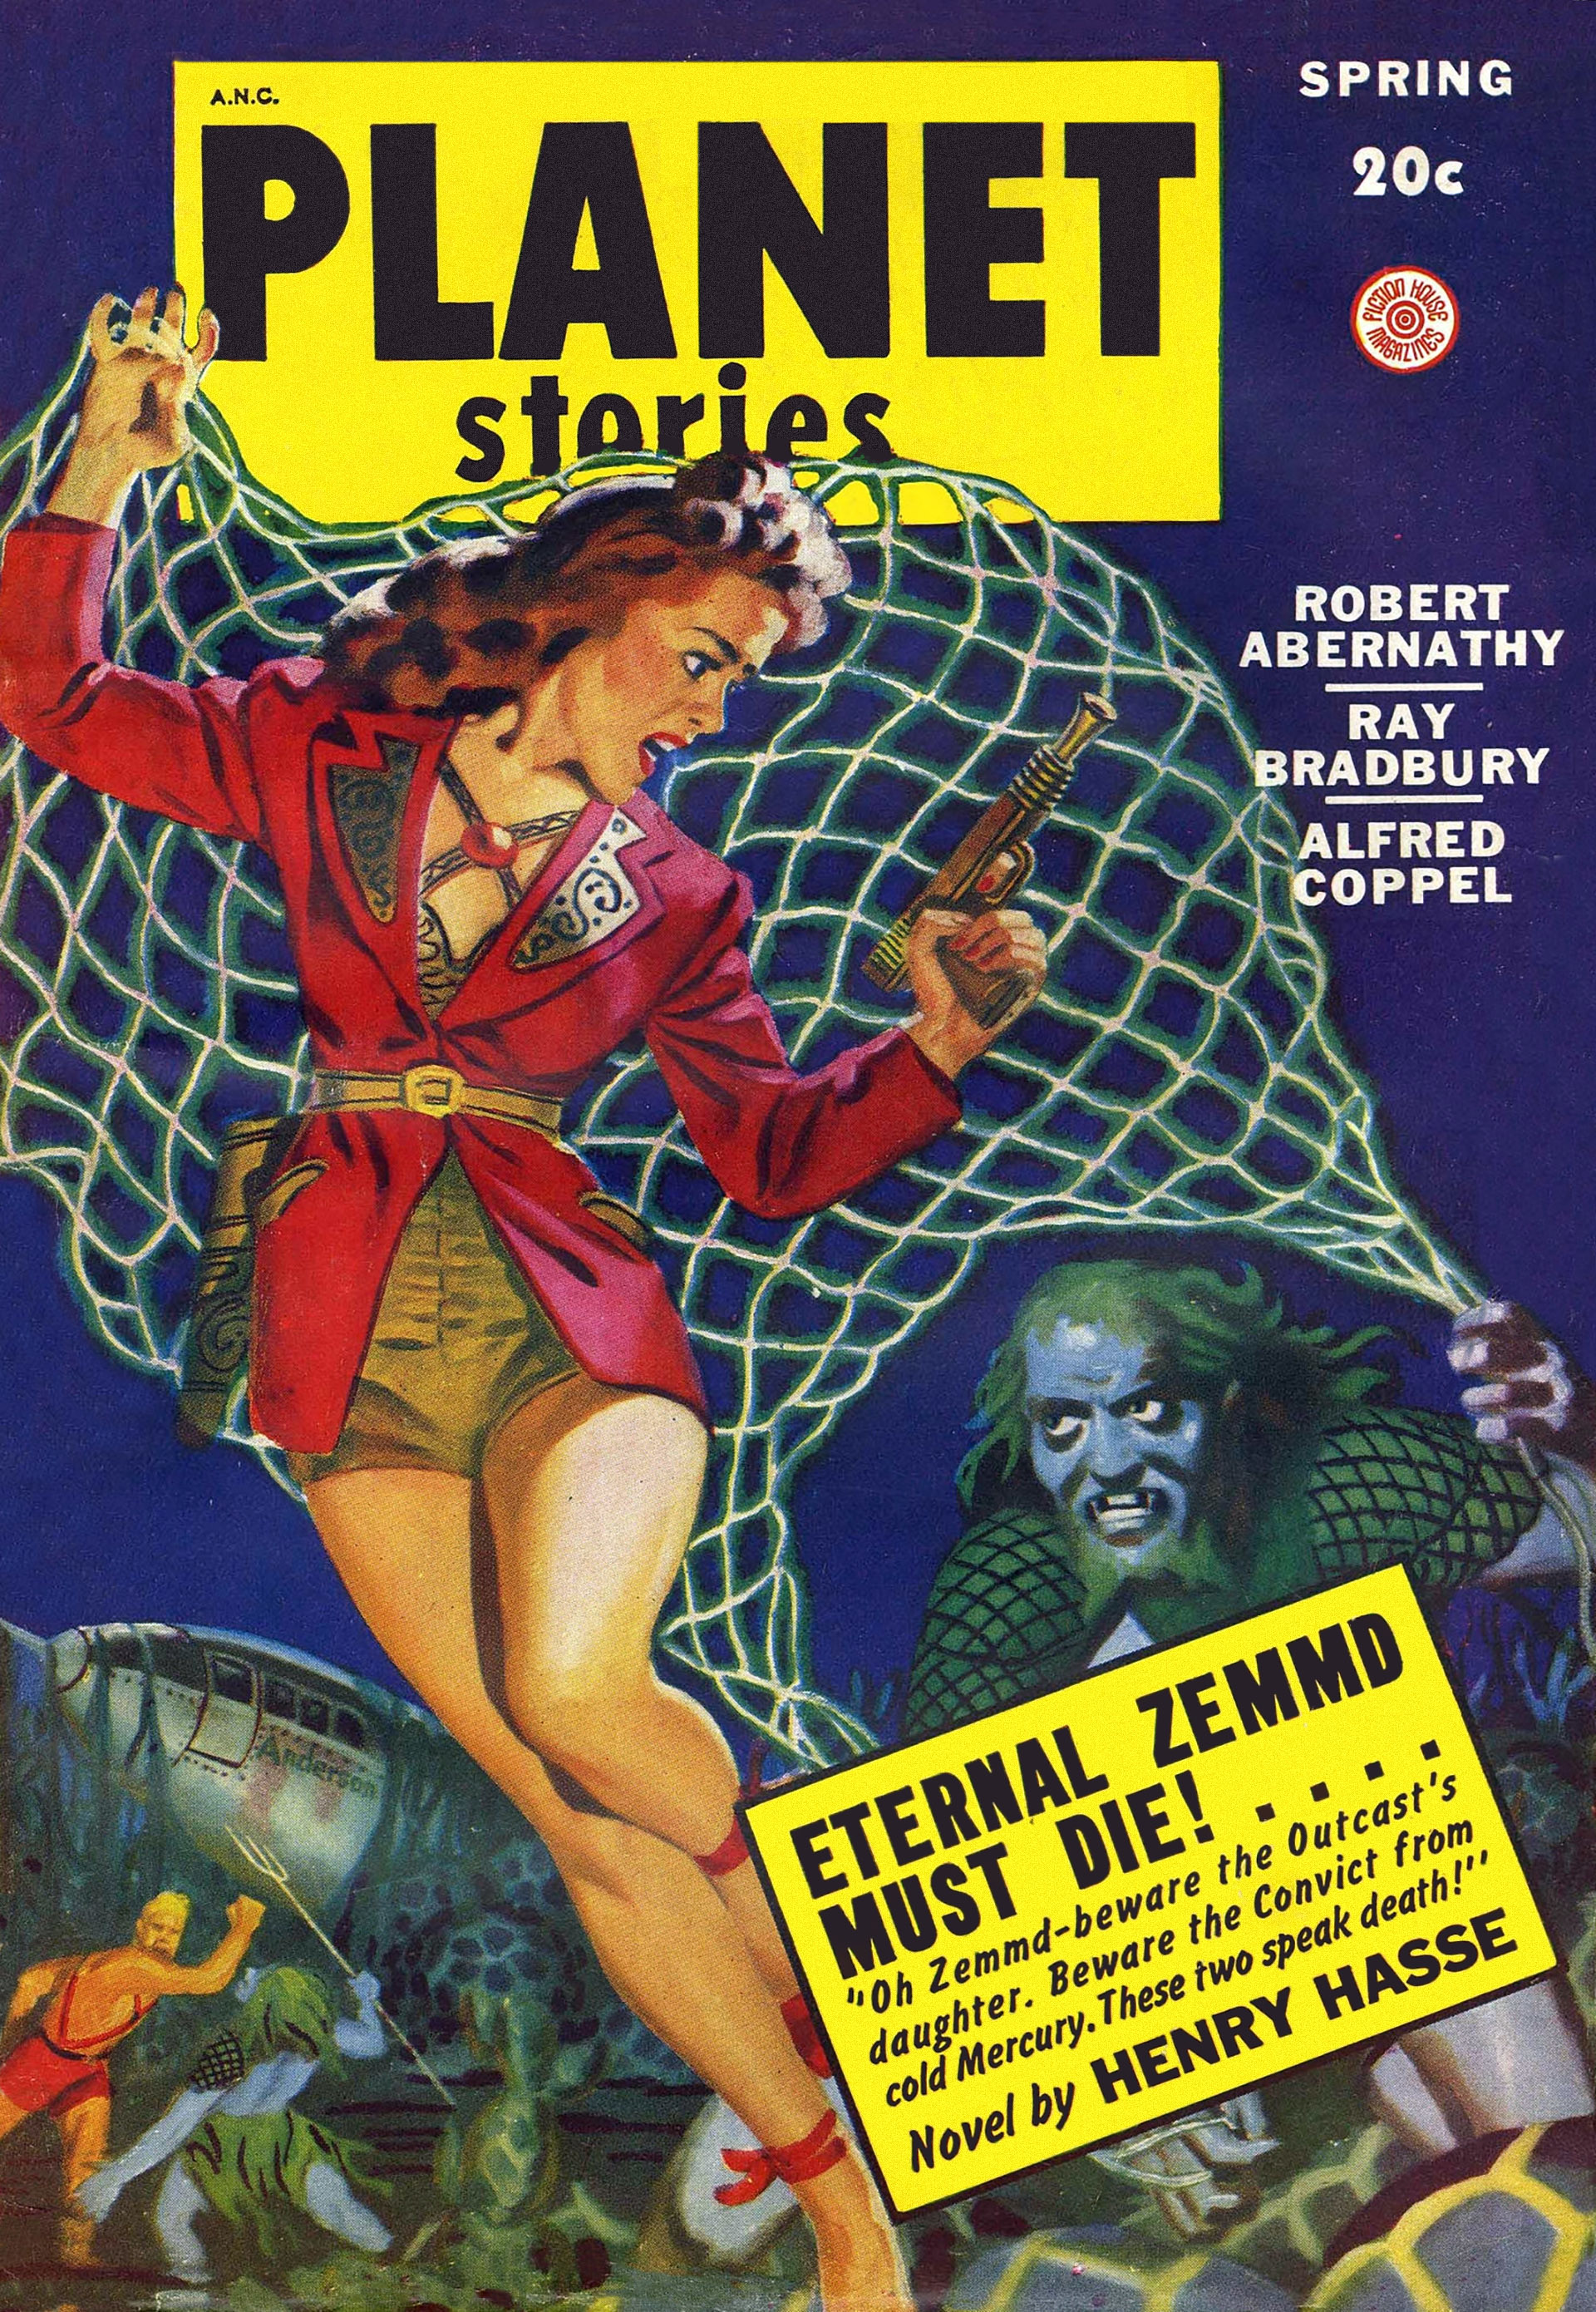 A.N.C.
PLANET
stories
SPRING
20c
FICTION HOUSE
MAGAZINES
ROBERT
ABERNATHY
RAY
BRADBURY
ALFRED
COPPEL
Anderson
ETERNAL ZEMMD
MUST DIE! . . . . .
"Oh Zemmd-beware the Outcast's
daughter. Beware the Convict from
cold Mercury. These two speak death!"
Novel by HENRY HASSE